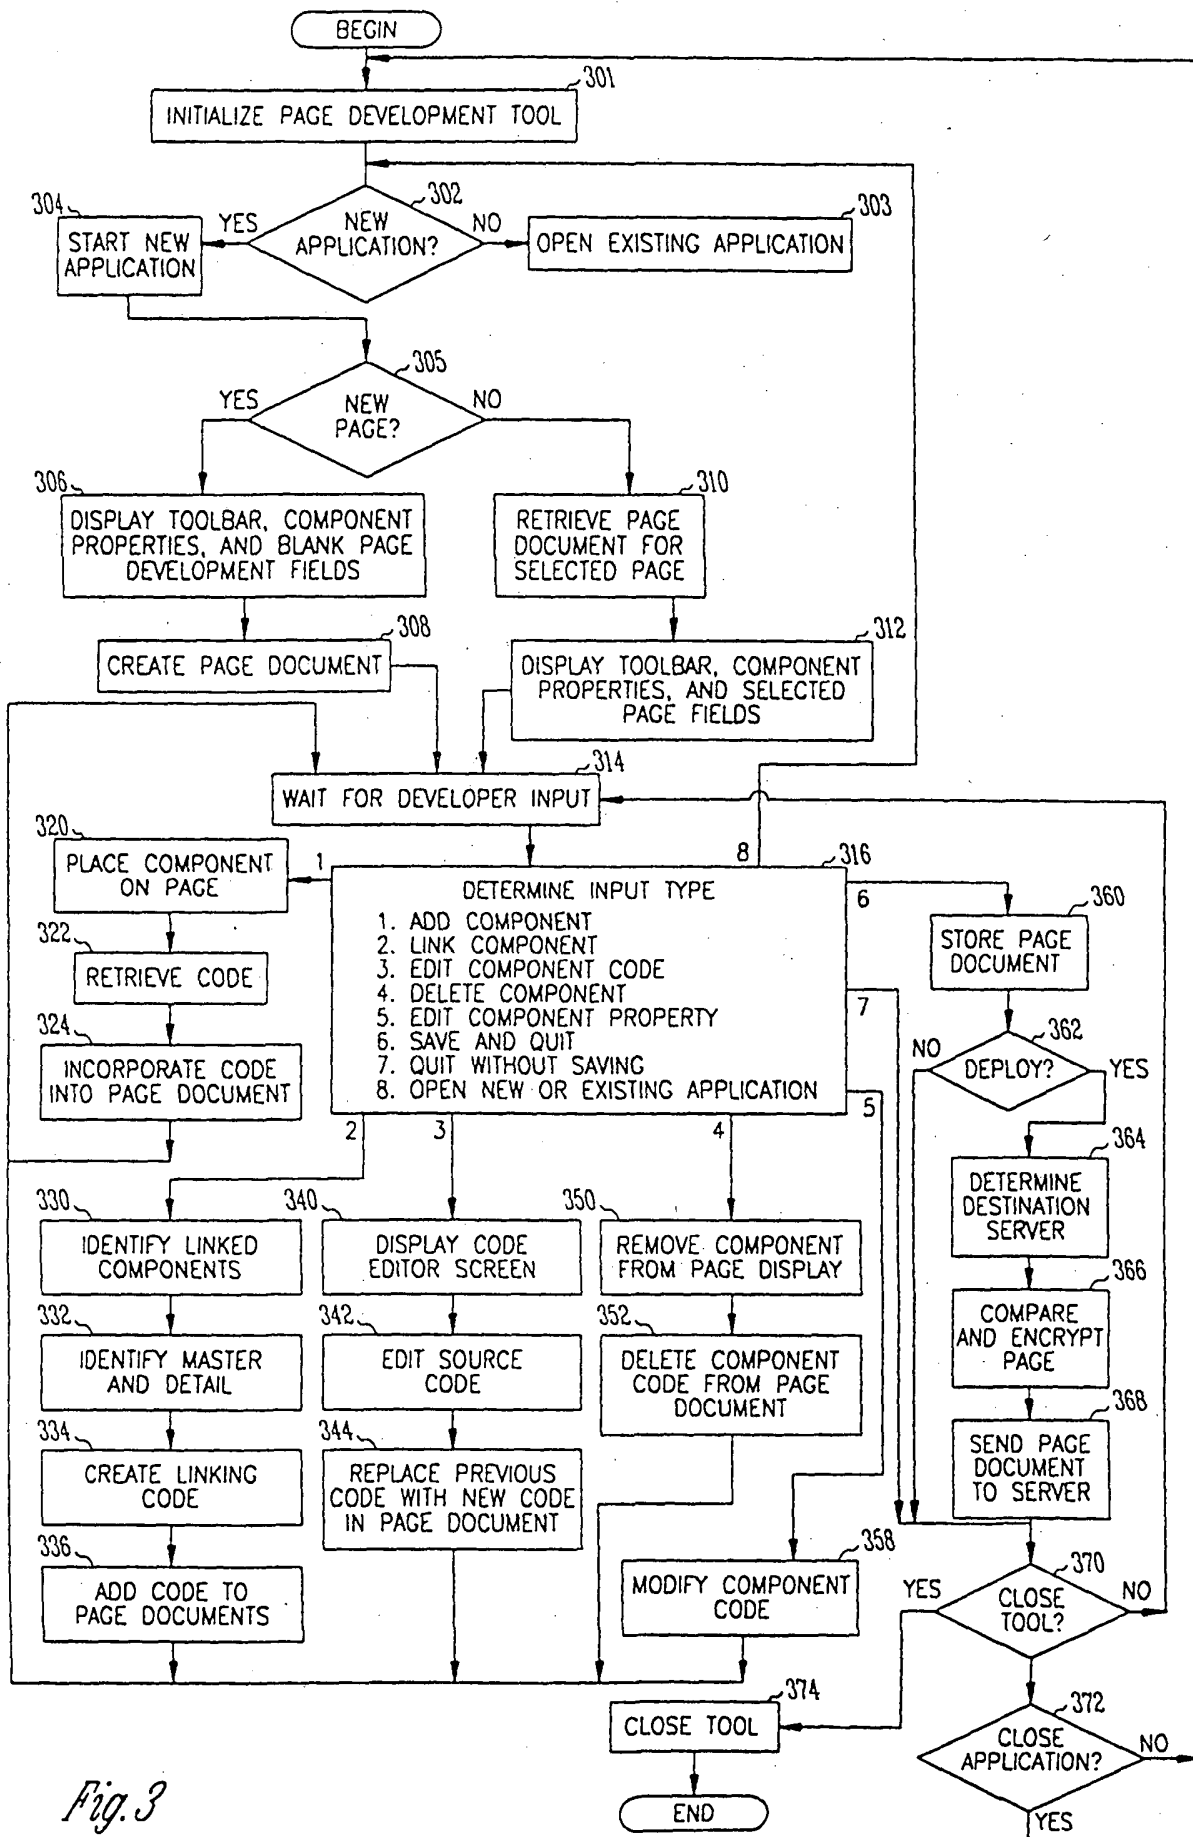 BEGIN
301
INITIALIZE PAGE DEVELOPMENT TOOL
302
304
YES
NEW
APPLICATION?
NO
303
START NEW
APPLICATION
OPEN EXISTING APPLICATION
305
YES
NEW
PAGE?
NO
306
DISPLAY TOOLBAR, COMPONENT
PROPERTIES, AND BLANK PAGE
DEVELOPMENT FIELDS
310
RETRIEVE PAGE
DOCUMENT FOR
SELECTED PAGE
308
CREATE PAGE DOCUMENT
312
DISPLAY TOOLBAR, COMPONENT
PROPERTIES, AND SELECTED
PAGE FIELDS
314
WAIT FOR DEVELOPER INPUT
320
PLACE COMPONENT
ON PAGE
1
8
316
DETERMINE INPUT TYPE
1. ADD COMPONENT
2. LINK COMPONENT
3. EDIT COMPONENT CODE
4. DELETE COMPONENT
5. EDIT COMPONENT PROPERTY
6. SAVE AND QUIT
7. QUIT WITHOUT SAVING
8. OPEN NEW OR EXISTING APPLICATION
322
RETRIEVE CODE
324
INCORPORATE CODE
INTO PAGE DOCUMENT
6
7
5
2
3
4
360
STORE PAGE
DOCUMENT
362
NO
DEPLOY?
YES
364
DETERMINE
DESTINATION
SERVER
366
COMPARE
AND ENCRYPT
PAGE
368
SEND PAGE
DOCUMENT
TO SERVER
330
IDENTIFY LINKED
COMPONENTS
332
IDENTIFY MASTER
AND DETAIL
334
CREATE LINKING
CODE
336
ADD CODE TO
PAGE DOCUMENTS
340
DISPLAY CODE
EDITOR SCREEN
342
EDIT SOURCE
CODE
344
REPLACE PREVIOUS
CODE WITH NEW CODE
IN PAGE DOCUMENT
350
REMOVE COMPONENT
FROM PAGE DISPLAY
352
DELETE COMPONENT
CODE FROM PAGE
DOCUMENT
358
MODIFY COMPONENT
CODE
370
YES
CLOSE
TOOL?
NO
374
CLOSE TOOL
372
CLOSE
APPLICATION?
NO
YES
END
Fig. 3